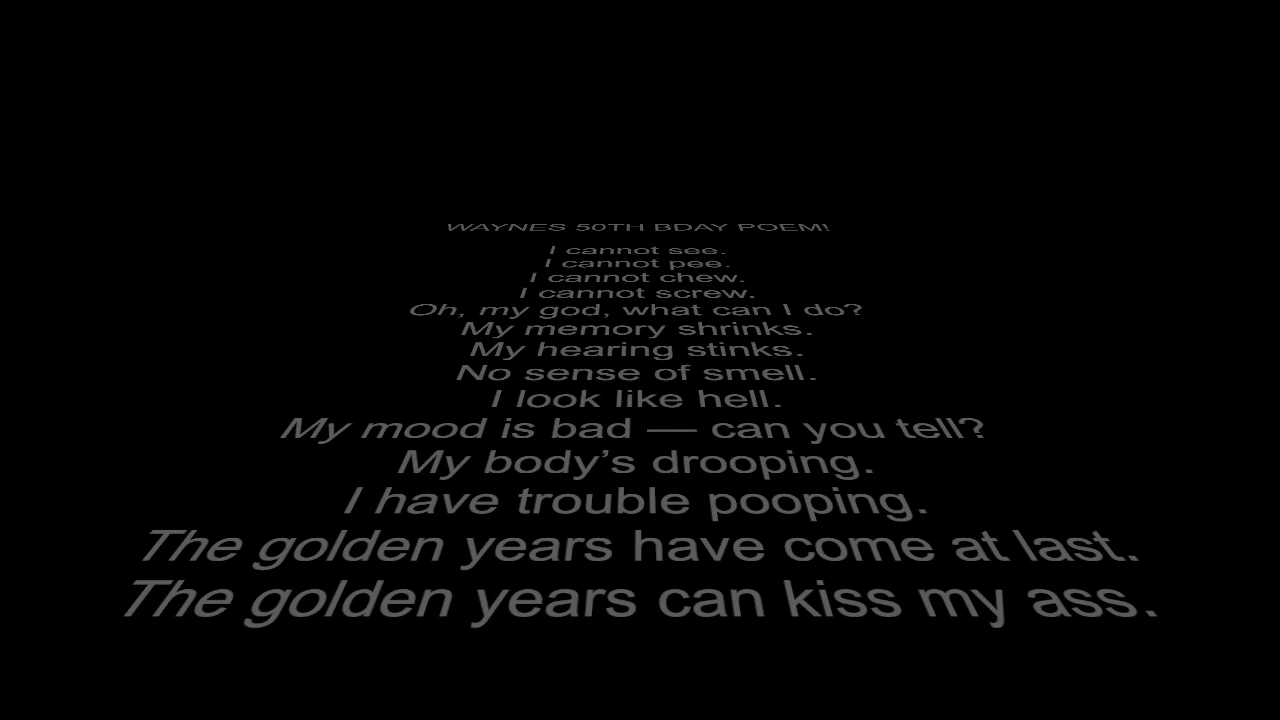 WAYNES 50TH BDAY POEM!
I cannot see.
I cannot pee.
I cannot chew.
I cannot screw.
Oh, my god, what can I do?
My memory shrinks.
My hearing stinks.
No sense of smell.
I look like hell.
My mood is bad — can you tell?
My body’s drooping.
I have trouble pooping.
The golden years have come at last.
The golden years can kiss my ass.